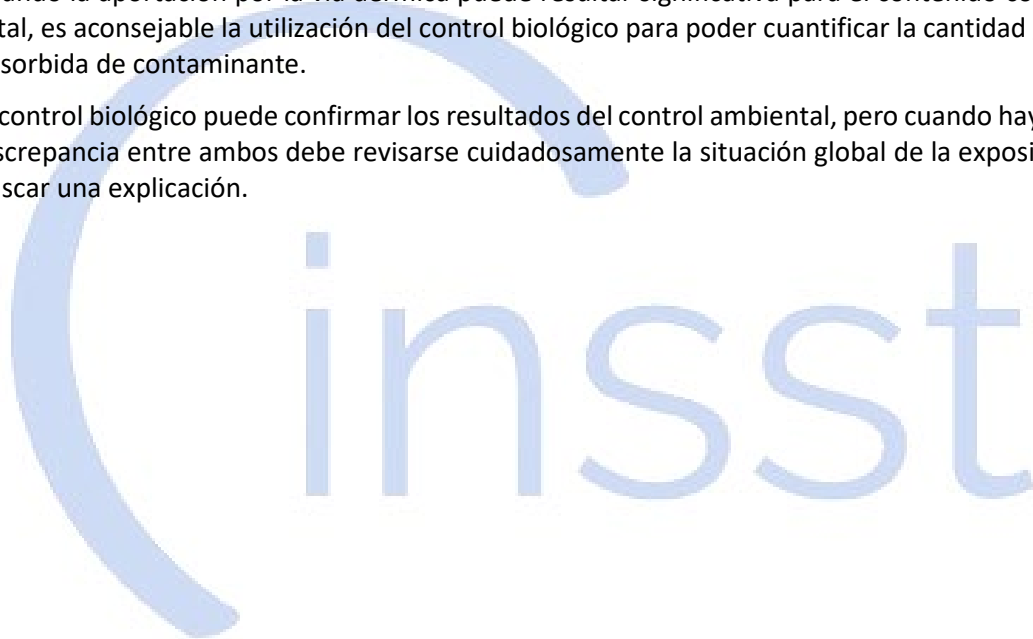 tal, es aconsejable la utilización del control biológico para poder cuantificar la cantidad
sorbida de contaminante.
control biológico puede confirmar los resultados del control ambiental, pero cuando hay
screpancia entre ambos debe revisarse cuidadosamente la situación global de la exposi
scar una explicación.
insst